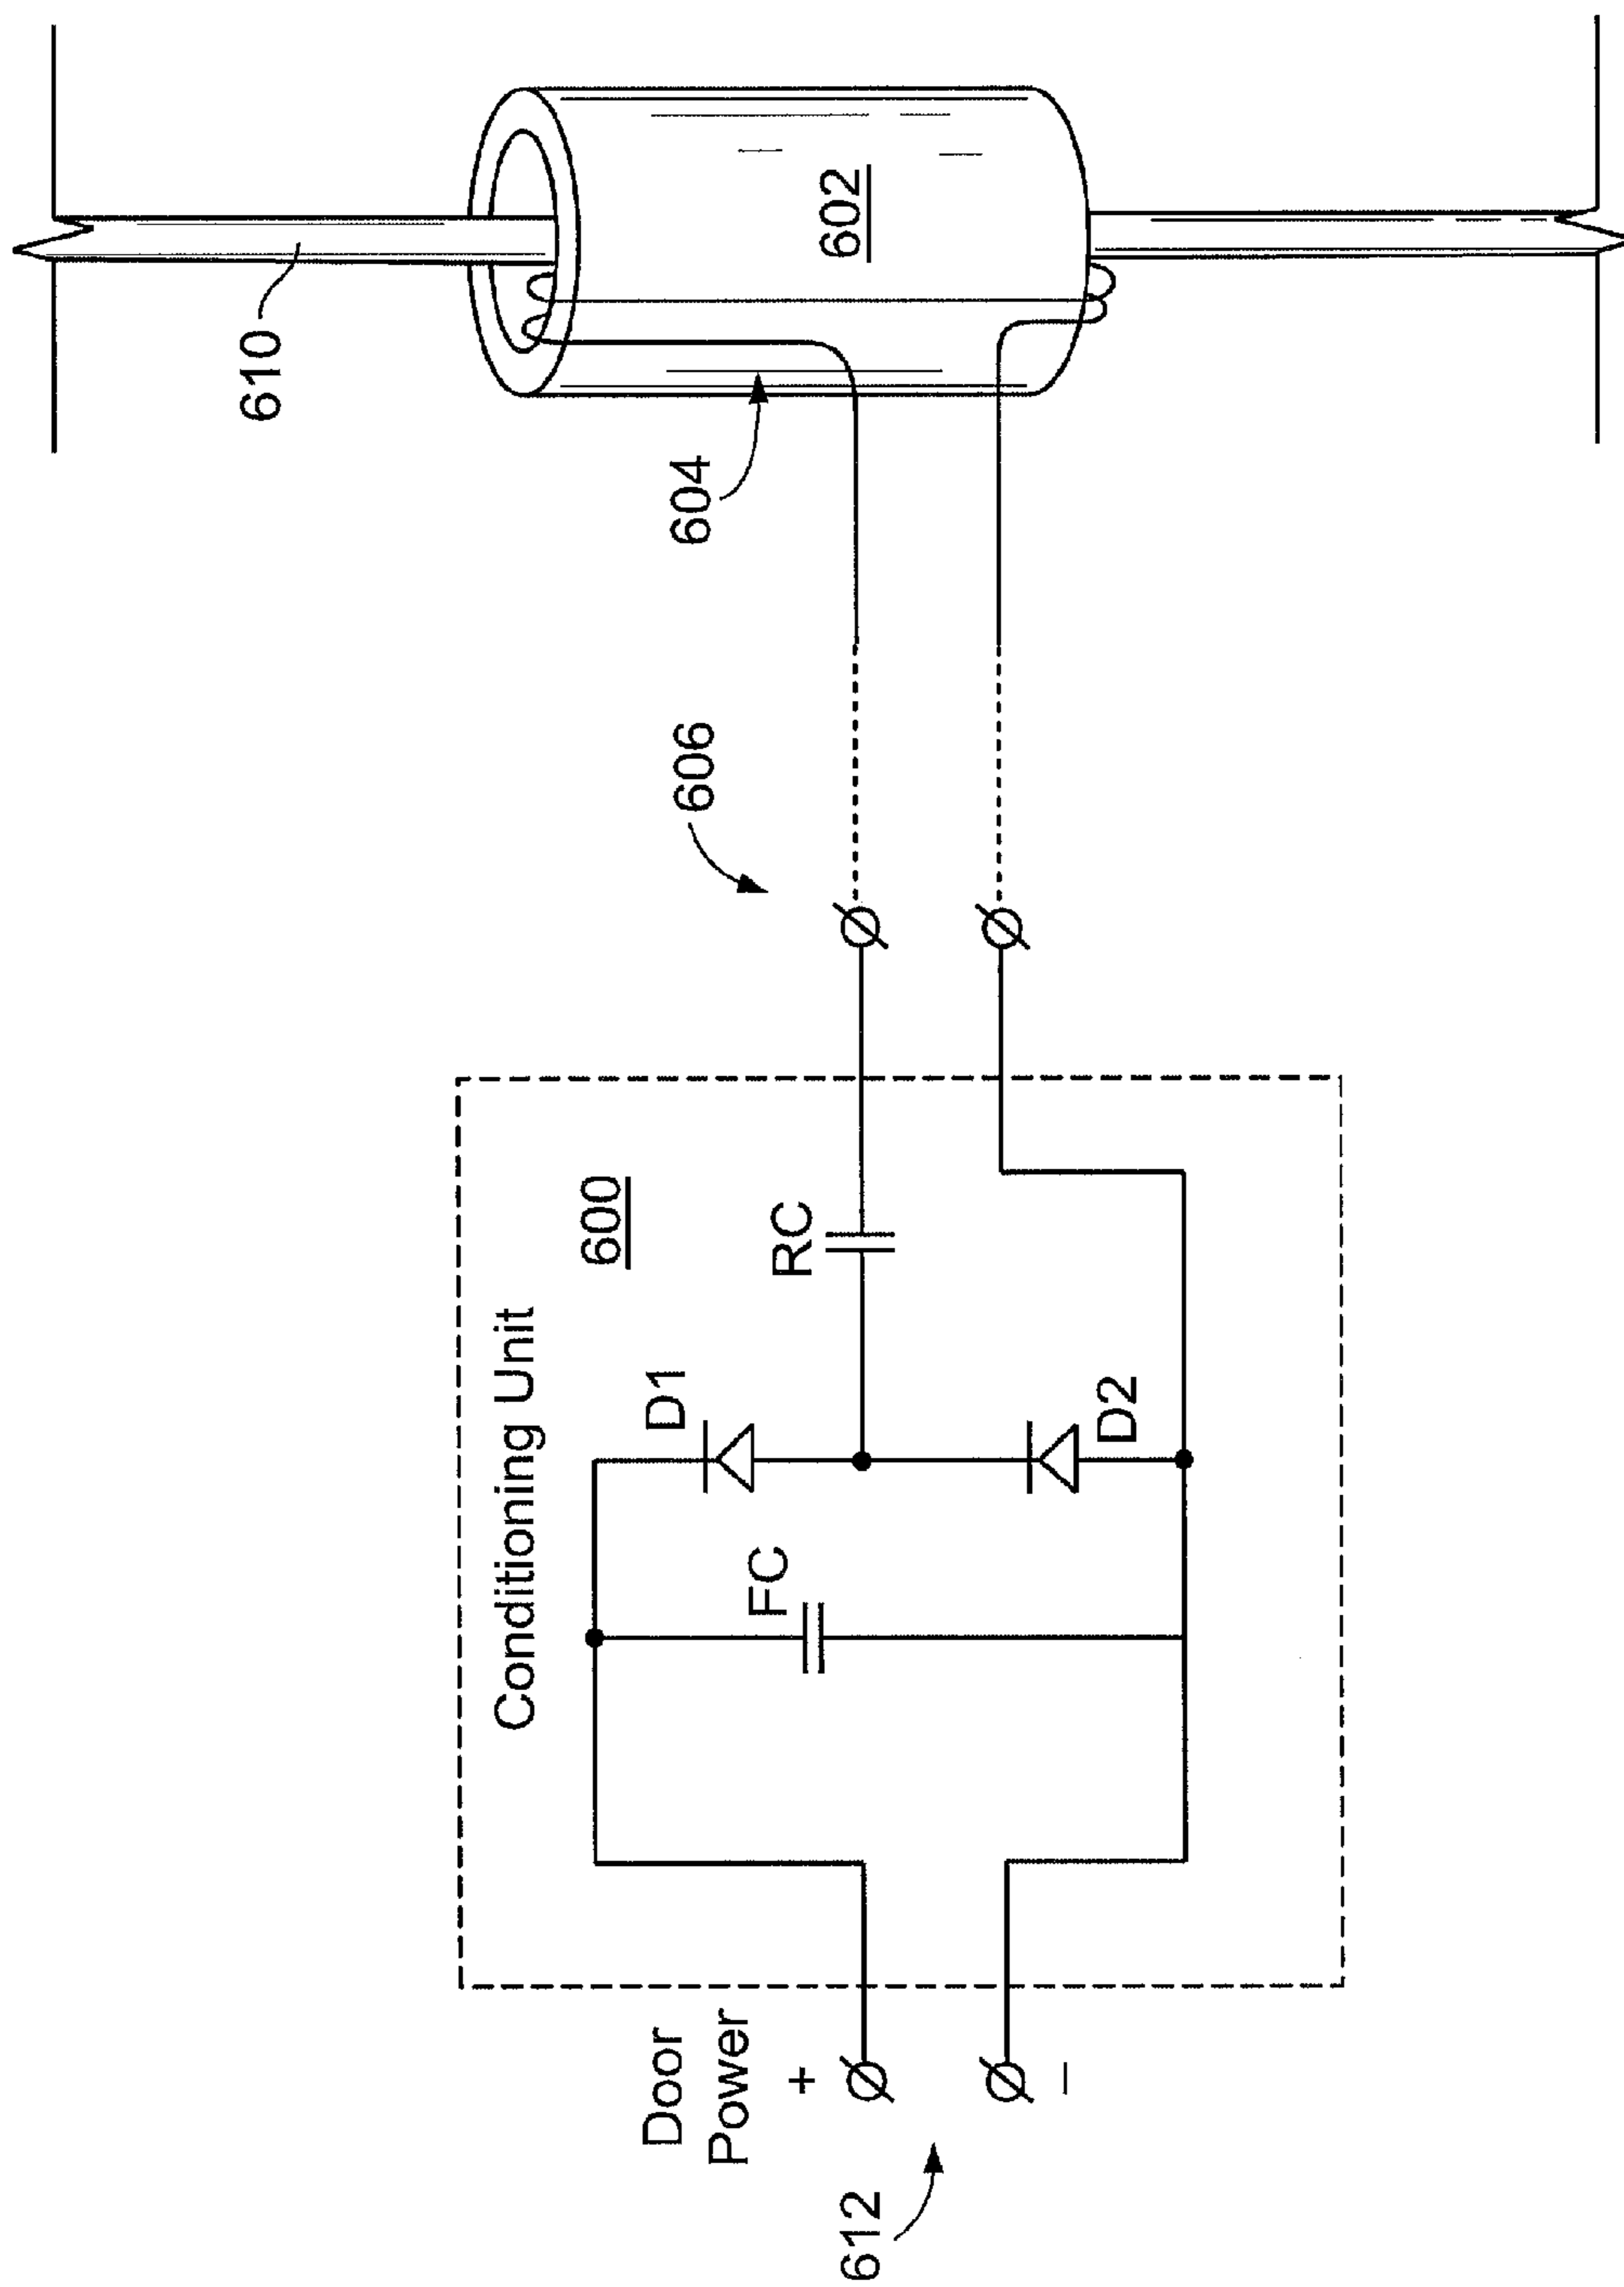 610
602
604
606
Conditioning Unit
600
D1
RC
FC
D2
Door
Power
+
–
612